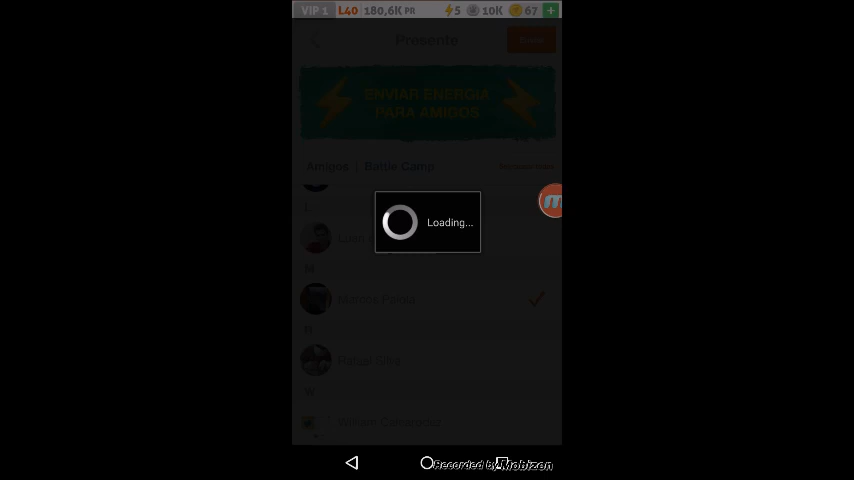 VIP 1 L40 180,6K PR 5 10K 67 +
Presente
ENVIAR ENERGIA
PARA AMIGOS
Amigos | Battle Camp
Loading...
M
Marcos
R
Rafael Silva
W
William
Recorded by Mobizen